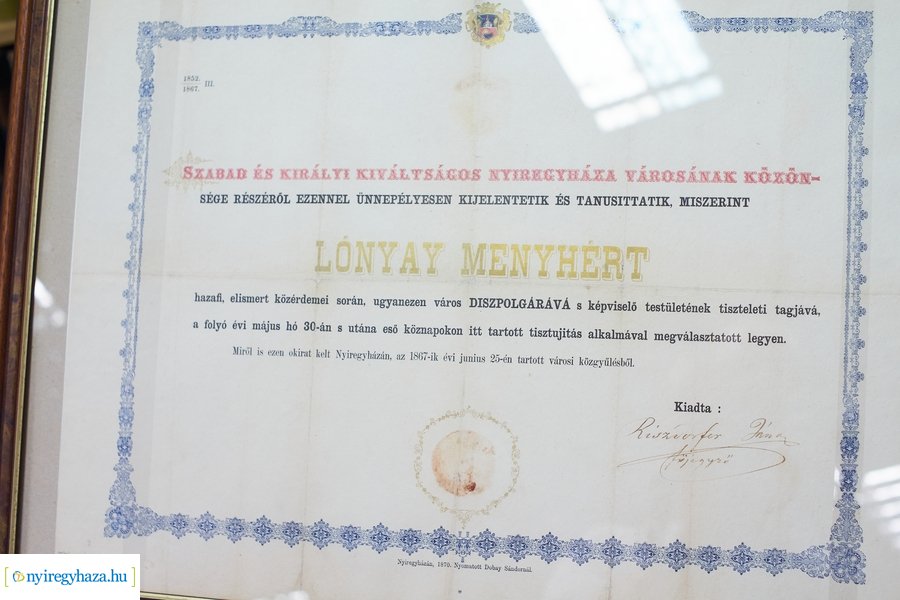 1852.
1867. III.
SZABAD ÉS KIRÁLYI KIVÁLTSÁGOS NYIREGYHÁZA VÁROSÁNAK KÖZÖN-
SÉGE RÉSZÉRŐL EZENNEL ÜNNEPÉLYESEN KIJELENTETIK ÉS TANUSITTATIK, MISZERINT
LÓNYAY MENYHÉRT
hazafi, elismert közérdemei során, ugyanezen város DISZPOLGÁRÁVÁ s képviselő testületének tiszteleti tagjává,
a folyó évi május hó 30-án s utána eső köznapokon itt tartott tisztujitás alkalmával megválasztatott legyen.
Miről is ezen okirat kelt Nyiregyházán, az 1867-ik évi junius 25-én tartott városi közgyűlésből.
Kiadta :
főjegyző
Nyiregyházán, 1870. Nyomatott Dobay Sándornál.
nyiregyhaza.hu